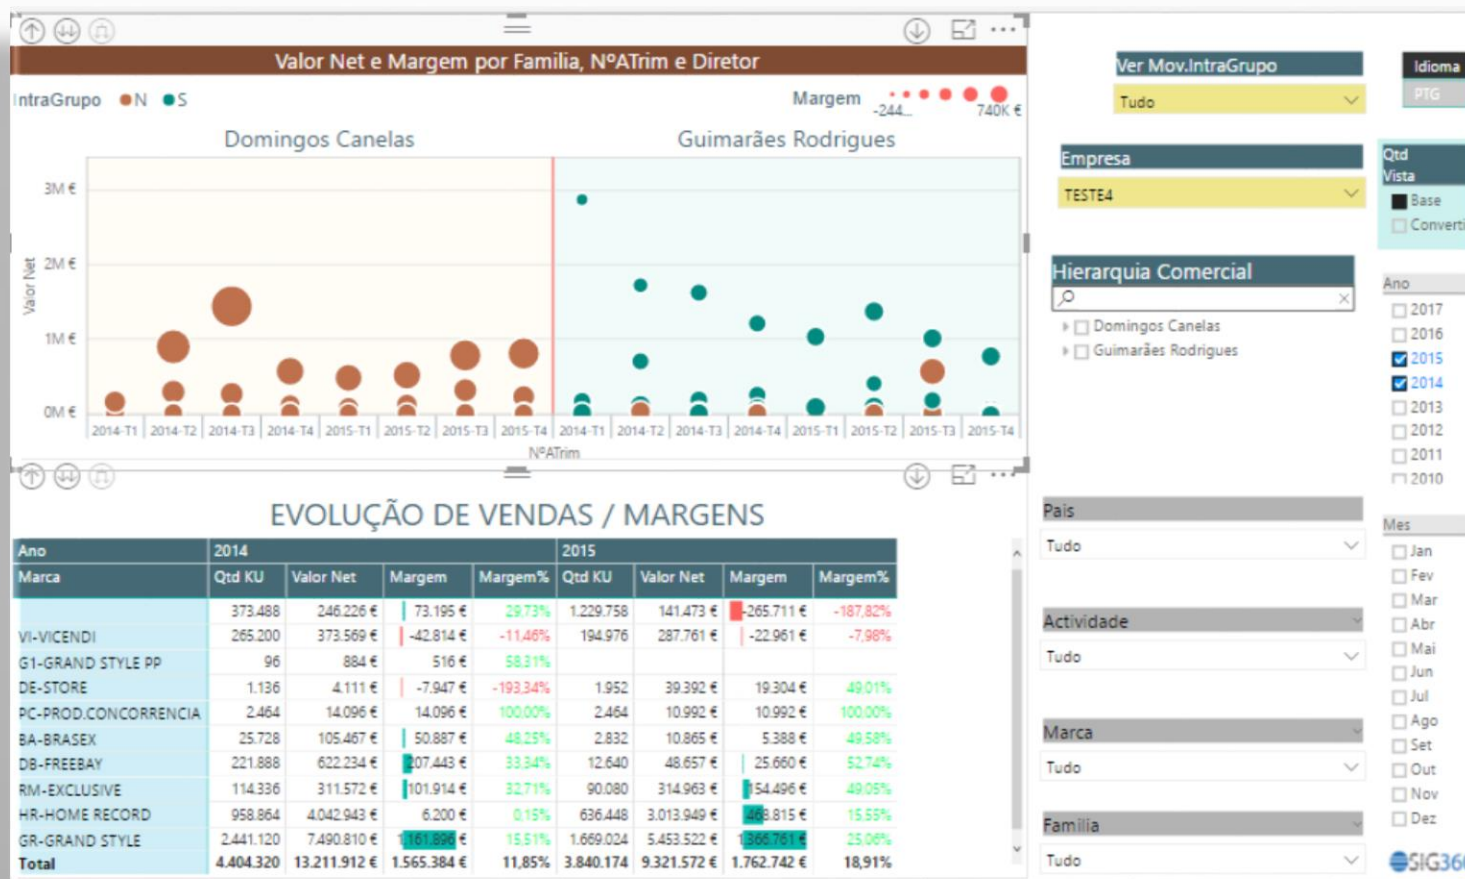 Valor Net e Margem por Familia, NºATrim e Diretor
IntraGrupo N S
Margem -244... 740K €
Domingos Canelas Guimarães Rodrigues
3M €
2M €
1M €
0M €
Valor Net
2014-T1 2014-T2 2014-T3 2014-T4 2015-T1 2015-T2 2015-T3 2015-T4 2014-T1 2014-T2 2014-T3 2014-T4 2015-T1 2015-T2 2015-T3 2015-T4
NºATrim
EVOLUÇÃO DE VENDAS / MARGENS
Ano 2014 2015
Marca Qtd KU Valor Net Margem Margem% Qtd KU Valor Net Margem Margem%
373.488 246.226 € 73.195 € 29,73% 1.229.758 141.473 € -265.711 € -187,82%
VI-VICENDI 265.200 373.569 € -42.814 € -11,46% 194.976 287.761 € -22.961 € -7,98%
G1-GRAND STYLE PP 96 884 € 516 € 58,31%
DE-STORE 1.136 4.111 € -7.947 € -193,34% 1.952 39.392 € 19.304 € 49,01%
PC-PROD.CONCORRENCIA 2.464 14.096 € 14.096 € 100,00% 2.464 10.992 € 10.992 € 100,00%
BA-BRASEX 25.728 105.467 € 50.887 € 48,25% 2.832 10.865 € 5.388 € 49,58%
DB-FREEBAY 221.888 622.234 € 207.443 € 33,34% 12.640 48.657 € 25.660 € 52,74%
RM-EXCLUSIVE 114.336 311.572 € 101.914 € 32,71% 90.080 314.963 € 154.496 € 49,05%
HR-HOME RECORD 958.864 4.042.943 € 6.200 € 0,15% 636.448 3.013.949 € 468.815 € 15,55%
GR-GRAND STYLE 2.441.120 7.490.810 € 1.161.896 € 15,51% 1.669.024 5.453.522 € 1.366.761 € 25,06%
Total 4.404.320 13.211.912 € 1.565.384 € 11,85% 3.840.174 9.321.572 € 1.762.742 € 18,91%
Ver Mov.IntraGrupo
Tudo
Empresa
TESTE4
Hierarquia Comercial
Domingos Canelas
Guimarães Rodrigues
Pais
Tudo
Actividade
Tudo
Marca
Tudo
Familia
Tudo
Idioma
PTG
Qtd
Vista
Base
Converti
Ano
2017
2016
2015
2014
2013
2012
2011
2010
Mes
Jan
Fev
Mar
Abr
Mai
Jun
Jul
Ago
Set
Out
Nov
Dez
SIG360